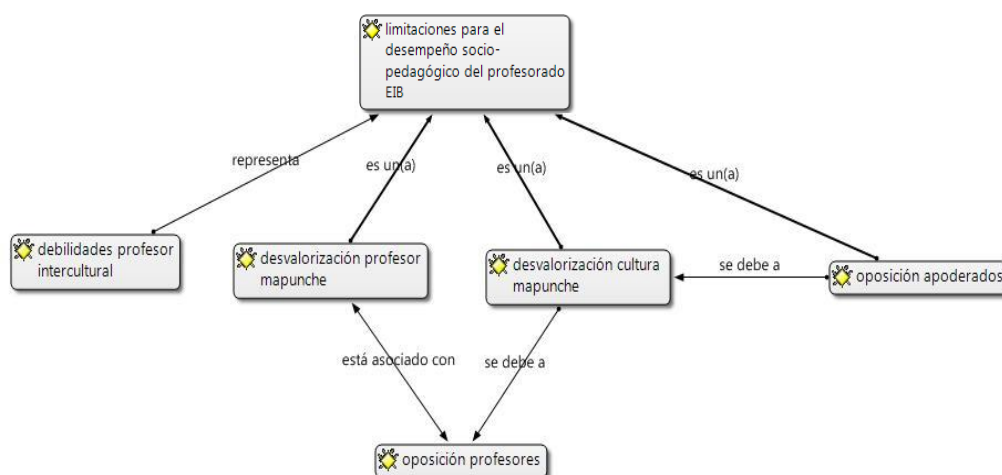 limitaciones para el
desempeño socio-
pedagógico del profesorado
EIB
representa
es un(a)
es un(a)
es un(a)
debilidades profesor
intercultural
desvalorización profesor
mapunche
desvalorización cultura
mapunche
se debe a
oposición apoderados
está asociado con
se debe a
oposición profesores